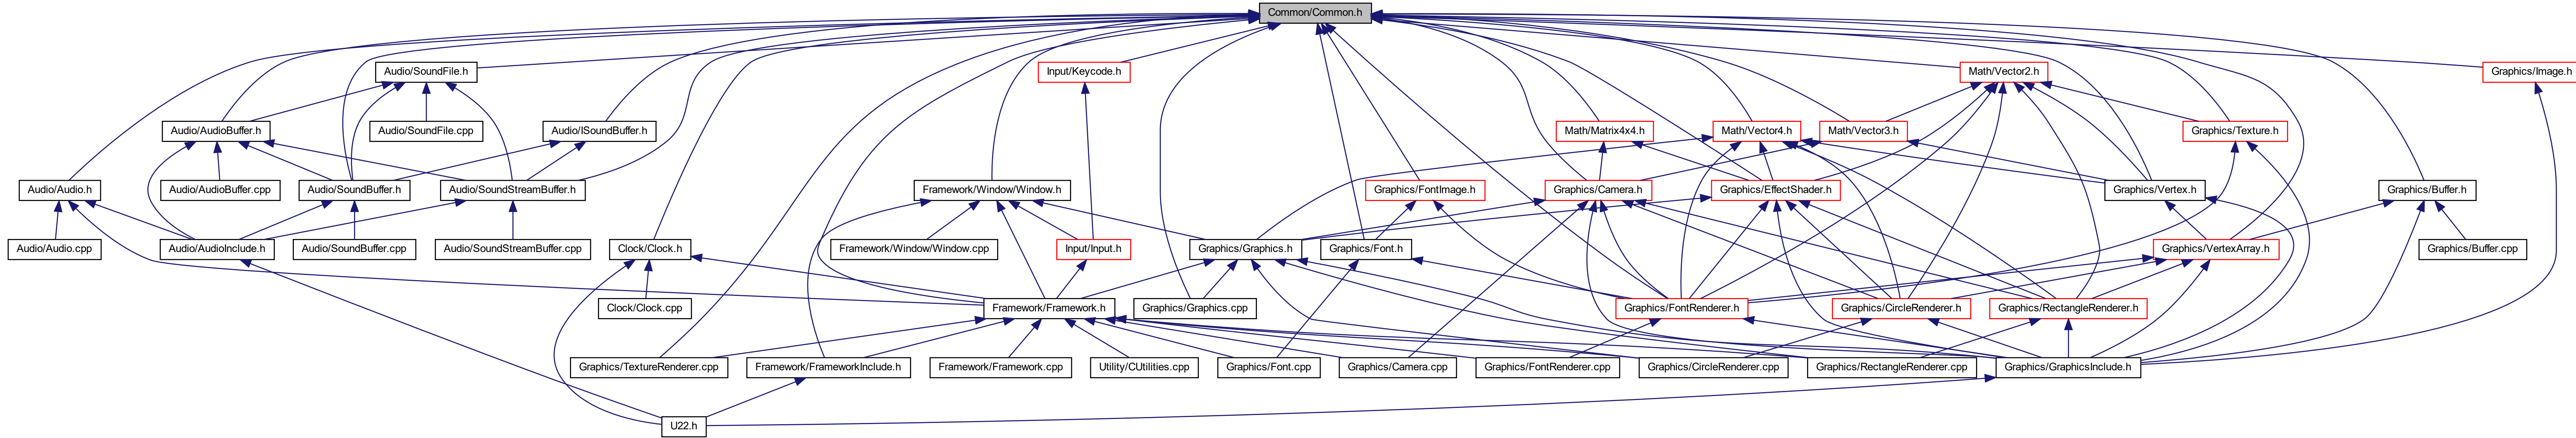 Common/Common.h
Audio/SoundFile.h
Input/Keycode.h
Math/Vector2.h
Graphics/Image.h
Audio/AudioBuffer.h
Audio/SoundFile.cpp
Audio/ISoundBuffer.h
Math/Matrix4x4.h
Math/Vector4.h
Math/Vector3.h
Graphics/Texture.h
Audio/Audio.h
Audio/AudioBuffer.cpp
Audio/SoundBuffer.h
Audio/SoundStreamBuffer.h
Framework/Window/Window.h
Graphics/FontImage.h
Graphics/Camera.h
Graphics/EffectShader.h
Graphics/Vertex.h
Graphics/Buffer.h
Audio/Audio.cpp
Audio/AudioInclude.h
Audio/SoundBuffer.cpp
Audio/SoundStreamBuffer.cpp
Clock/Clock.h
Framework/Window/Window.cpp
Input/Input.h
Graphics/Graphics.h
Graphics/Font.h
Graphics/VertexArray.h
Graphics/Buffer.cpp
Clock/Clock.cpp
Framework/Framework.h
Graphics/Graphics.cpp
Graphics/FontRenderer.h
Graphics/CircleRenderer.h
Graphics/RectangleRenderer.h
Graphics/TextureRenderer.cpp
Framework/FrameworkInclude.h
Framework/Framework.cpp
Utility/CUtilities.cpp
Graphics/Font.cpp
Graphics/Camera.cpp
Graphics/FontRenderer.cpp
Graphics/CircleRenderer.cpp
Graphics/RectangleRenderer.cpp
Graphics/GraphicsInclude.h
U22.h